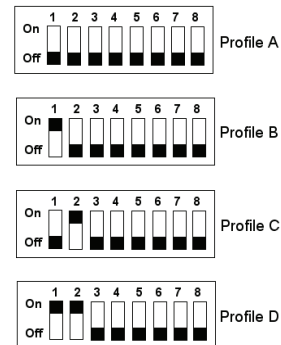 1 2 3 4 5 6 7 8
On
Off
Profile A
1 2 3 4 5 6 7 8
On
Off
Profile B
1 2 3 4 5 6 7 8
On
Off
Profile C
1 2 3 4 5 6 7 8
On
Off
Profile D